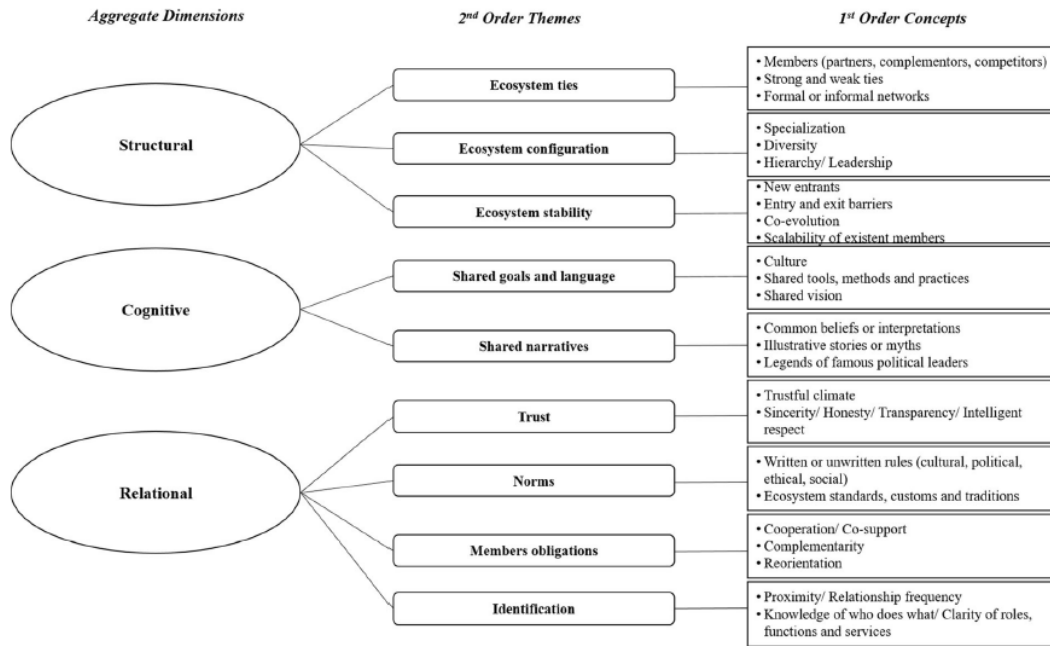 Aggregate Dimensions
2nd Order Themes
1st Order Concepts
Structural
Ecosystem ties
• Members (partners, complementors, competitors)
• Strong and weak ties
• Formal or informal networks
Ecosystem configuration
• Specialization
• Diversity
• Hierarchy/ Leadership
Ecosystem stability
• New entrants
• Entry and exit barriers
• Co-evolution
• Scalability of existent members
Cognitive
Shared goals and language
• Culture
• Shared tools, methods and practices
• Shared vision
Shared narratives
• Common beliefs or interpretations
• Illustrative stories or myths
• Legends of famous political leaders
Relational
Trust
• Trustful climate
• Sincerity/ Honesty/ Transparency/ Intelligent
respect
Norms
• Written or unwritten rules (cultural, political,
ethical, social)
• Ecosystem standards, customs and traditions
Members obligations
• Cooperation/ Co-support
• Complementarity
• Reorientation
Identification
• Proximity/ Relationship frequency
• Knowledge of who does what/ Clarity of roles,
functions and services